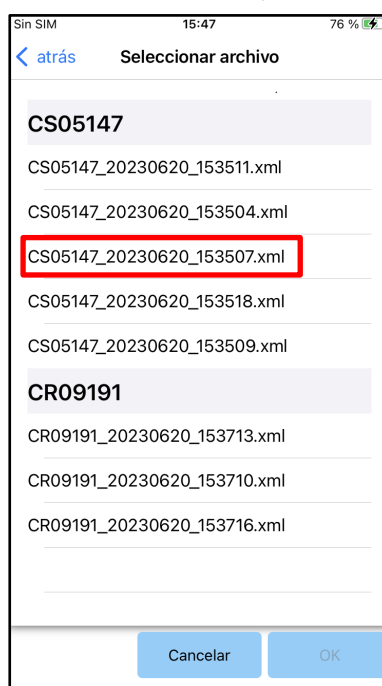 Sin SIM 15:47 76 %
atrás Seleccionar archivo
CS05147
CS05147_20230620_153511.xml
CS05147_20230620_153504.xml
CS05147_20230620_153507.xml
CS05147_20230620_153518.xml
CS05147_20230620_153509.xml
CR09191
CR09191_20230620_153713.xml
CR09191_20230620_153710.xml
CR09191_20230620_153716.xml
Cancelar OK